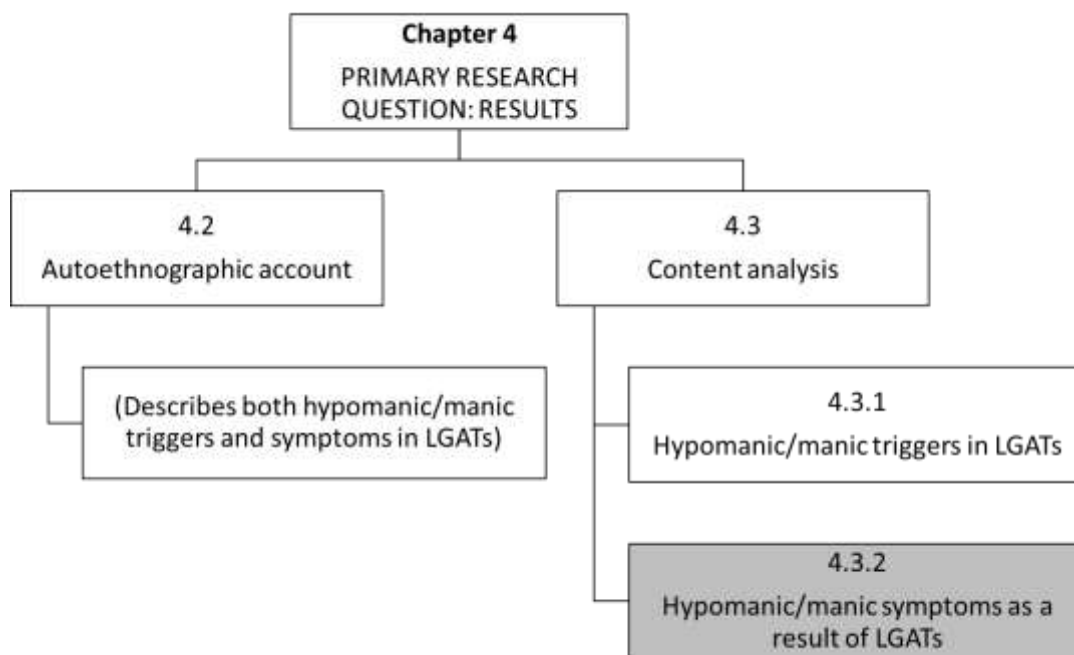 Chapter 4
PRIMARY RESEARCH
QUESTION: RESULTS
4.2
Autoethnographic account
(Describes both hypomanic/manic
triggers and symptoms in LGATs)
4.3
Content analysis
4.3.1
Hypomanic/manic triggers in LGATs
4.3.2
Hypomanic/manic symptoms as a
result of LGATs